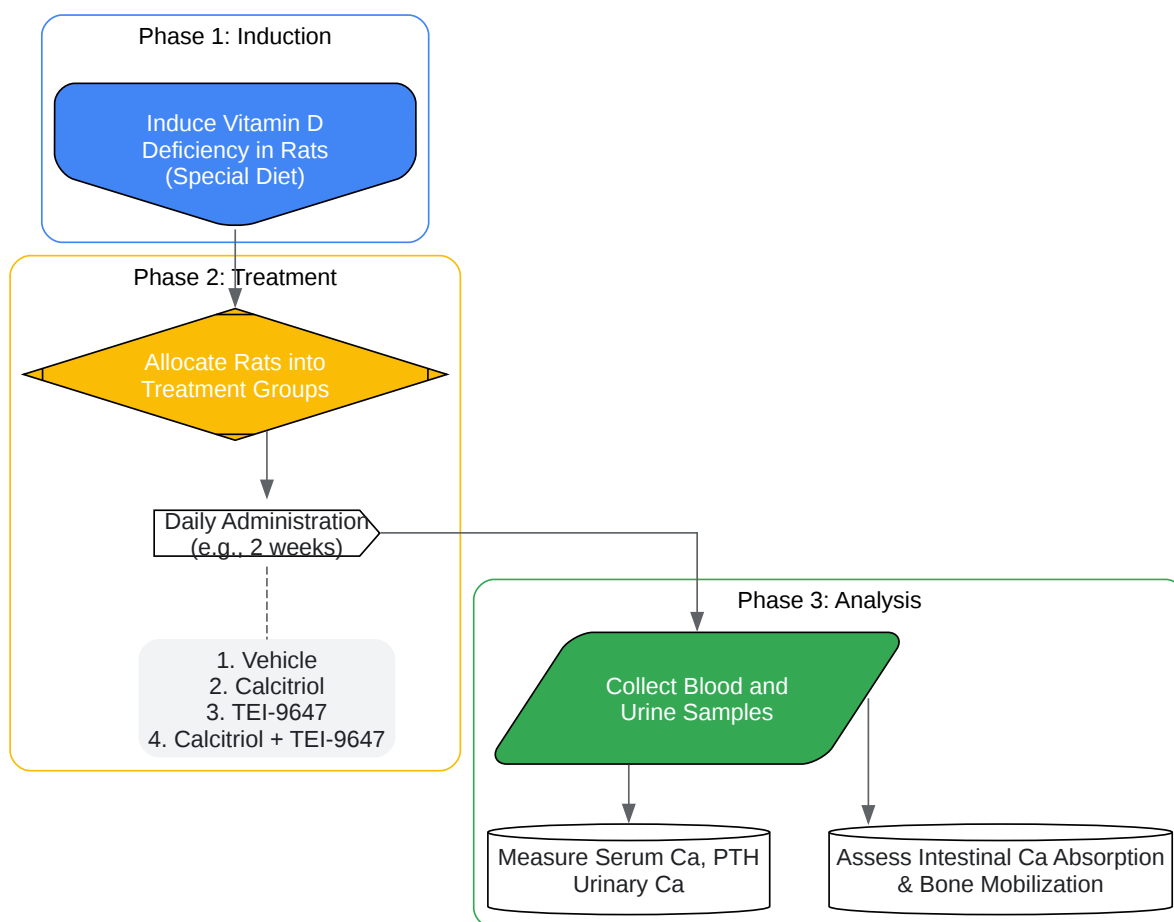 Phase 1: Induction
Induce Vitamin D
Deficiency in Rats
(Special Diet)
Phase 2: Treatment
Allocate Rats into
Treatment Groups
Daily Administration
(e.g., 2 weeks)
1. Vehicle
2. Calcitriol
3. TEI-9647
4. Calcitriol + TEI-9647
Phase 3: Analysis
Collect Blood and
Urine Samples
Measure Serum Ca, PTH
Urinary Ca
Assess Intestinal Ca Absorption
& Bone Mobilization